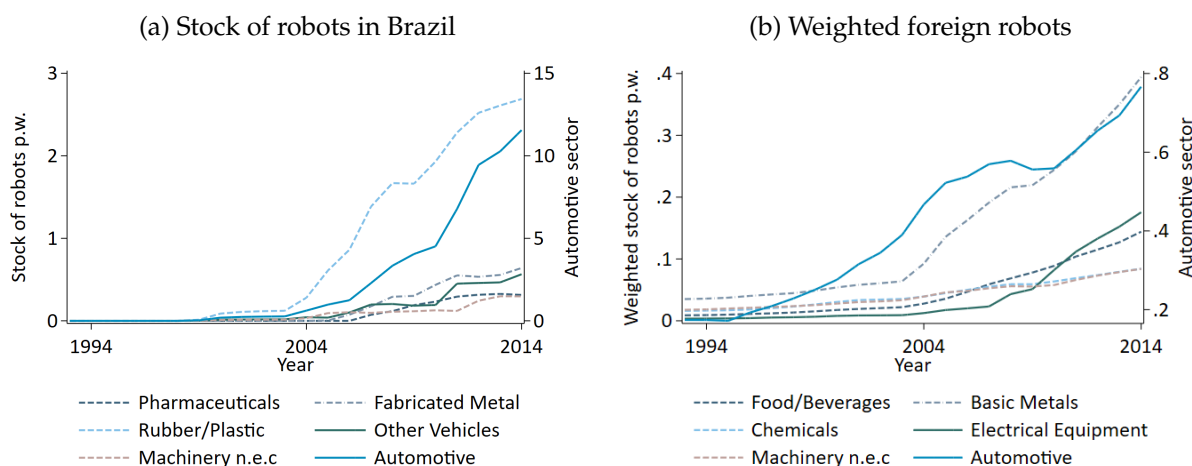 (a) Stock of robots in Brazil
3
2
1
0
Stock of robots p.w.
15
10
5
0
Automotive sector
1994
2004
2014
Year
Pharmaceuticals
Fabricated Metal
Rubber/Plastic
Other Vehicles
Machinery n.e.c
Automotive
(b) Weighted foreign robots
.4
.3
.2
.1
0
Weighted stock of robots p.w.
.8
.6
.4
.2
Automotive sector
1994
2004
2014
Year
Food/Beverages
Basic Metals
Chemicals
Electrical Equipment
Machinery n.e.c
Automotive